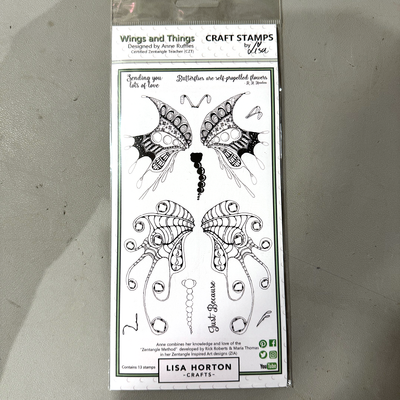 Wings and Things
Designed by Anne Ruffles
Certified Zentangle Teacher (CZT)
CRAFT STAMPS
by Lisa
Sending you
lots of love
Butterflies are self-propelled flowers
Just Because
Anne combines her knowledge and love of the
"Zentangle Method" developed by Rick Roberts & Maria Thomas
in her Zentangle Inspired Art designs (ZIA)
Contains 13 stamps
LISA HORTON
-CRAFTS-
YouTube